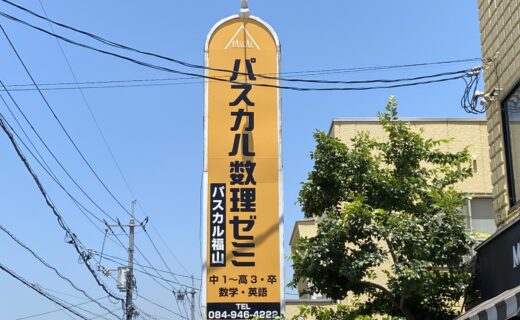 PASCAL
パスカル数理ゼミ
パスカル福山
中1〜高3・卒
数学・英語
TEL
084-946-4222
M